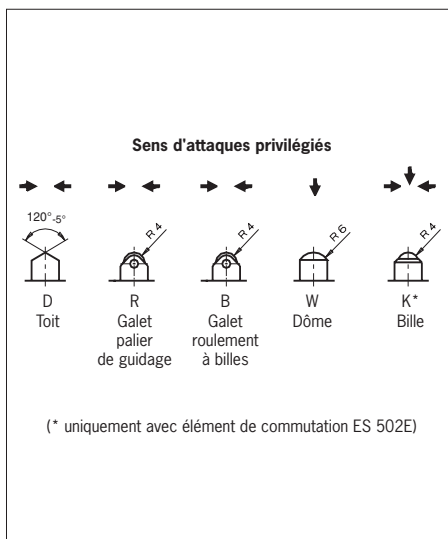 Sens d'attaques privilégiés
120°-5°
R 4
R 4
R 6
R 4
D
Toit
R
Galet
palier
de guidage
B
Galet
roulement
à billes
W
Dôme
K*
Bille
(* uniquement avec élément de commutation ES 502E)